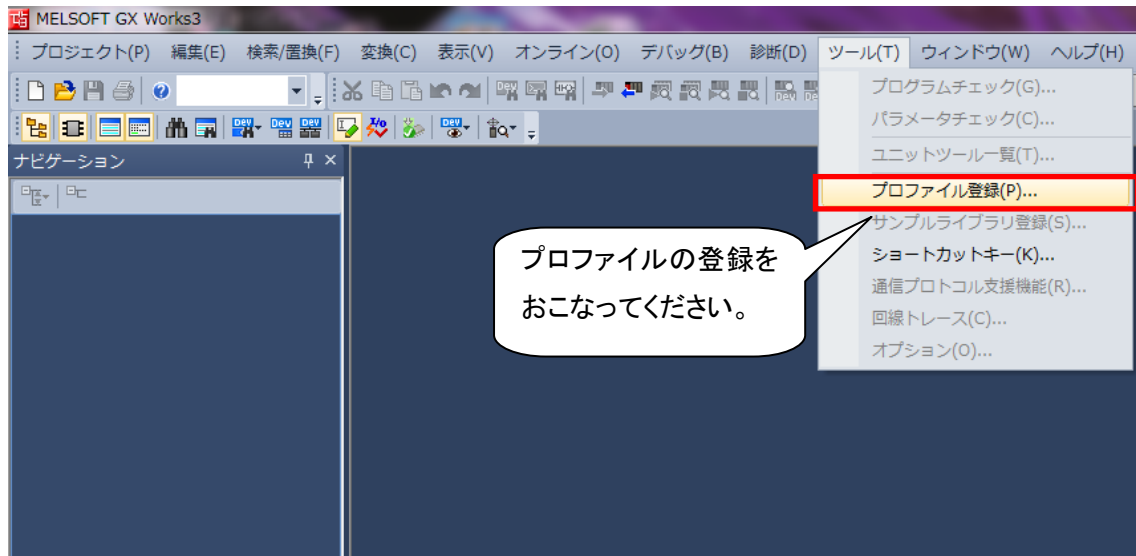 MELSOFT GX Works3
プロジェクト(P) 編集(E) 検索/置換(F) 変換(C) 表示(V) オンライン(O) デバッグ(B) 診断(D) ツール(T) ウィンドウ(W) ヘルプ(H)
プログラムチェック(G)...
パラメータチェック(C)...
ナビゲーション
ユニットツール一覧(T)...
プロファイル登録(P)...
サンプルライブラリ登録(S)...
ショートカットキー(K)...
通信プロトコル支援機能(R)...
回線トレース(C)...
オプション(O)...
プロファイルの登録を
おこなってください。